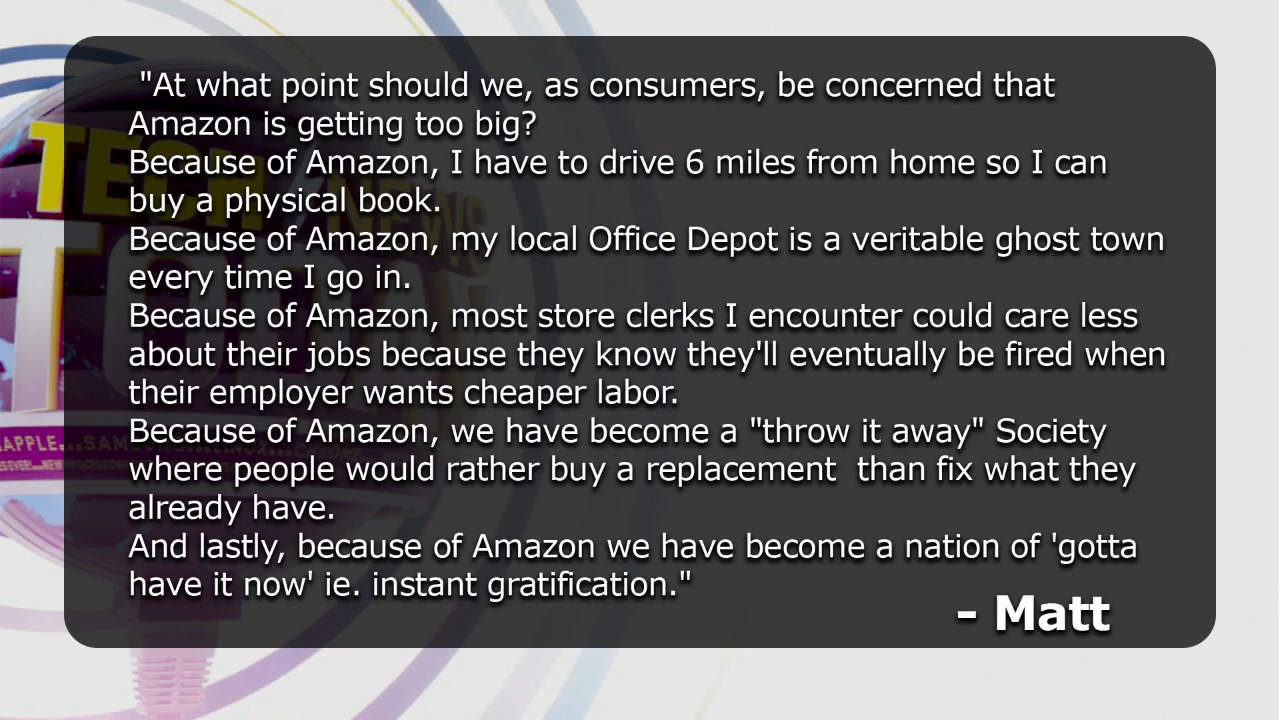 "At what point should we, as consumers, be concerned that
Amazon is getting too big?
Because of Amazon, I have to drive 6 miles from home so I can
buy a physical book.
Because of Amazon, my local Office Depot is a veritable ghost town
every time I go in.
Because of Amazon, most store clerks I encounter could care less
about their jobs because they know they'll eventually be fired when
their employer wants cheaper labor.
Because of Amazon, we have become a "throw it away" Society
where people would rather buy a replacement  than fix what they
already have.
And lastly, because of Amazon we have become a nation of 'gotta
have it now' ie. instant gratification."
- Matt
TECH NEWS
APPLE...